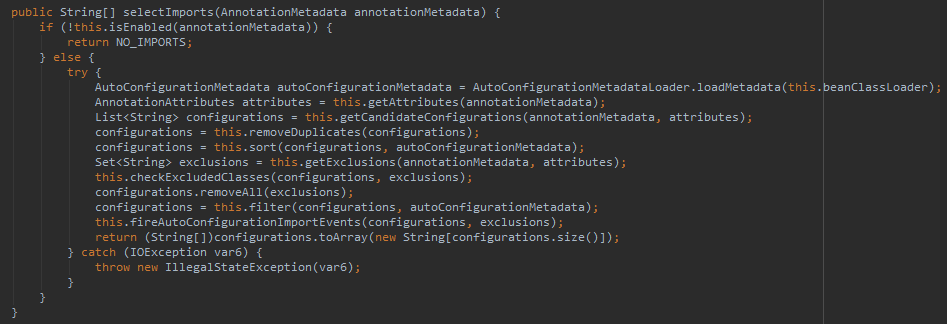 public String[] selectImports(AnnotationMetadata annotationMetadata) {
    if (!this.isEnabled(annotationMetadata)) {
        return NO_IMPORTS;
    } else {
        try {
            AutoConfigurationMetadata autoConfigurationMetadata = AutoConfigurationMetadataLoader.loadMetadata(this.beanClassLoader);
            AnnotationAttributes attributes = this.getAttributes(annotationMetadata);
            List<String> configurations = this.getCandidateConfigurations(annotationMetadata, attributes);
            configurations = this.removeDuplicates(configurations);
            configurations = this.sort(configurations, autoConfigurationMetadata);
            Set<String> exclusions = this.getExclusions(annotationMetadata, attributes);
            this.checkExcludedClasses(configurations, exclusions);
            configurations.removeAll(exclusions);
            configurations = this.filter(configurations, autoConfigurationMetadata);
            this.fireAutoConfigurationImportEvents(configurations, exclusions);
            return (String[])configurations.toArray(new String[configurations.size()]);
        } catch (IOException var6) {
            throw new IllegalStateException(var6);
        }
    }
}